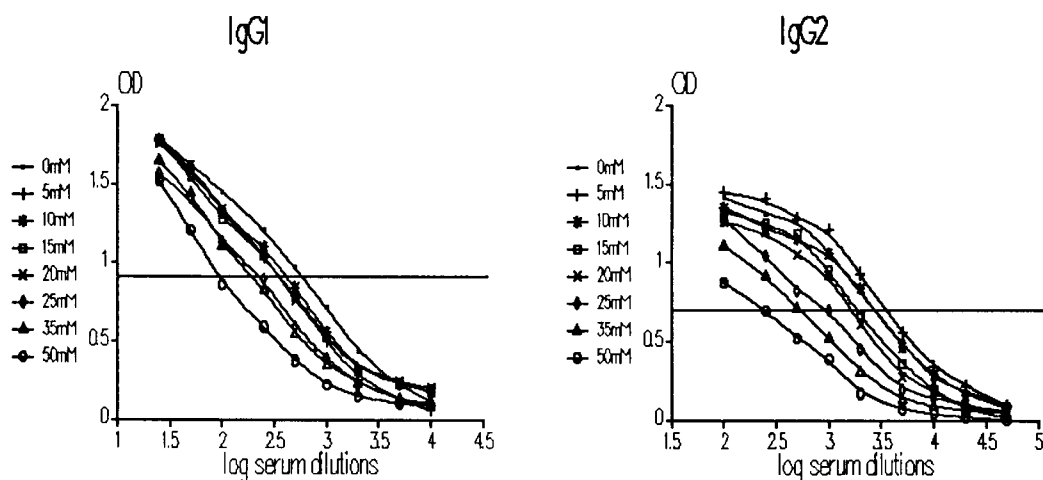 IgG1
OD
2
1.5
1
0.5
0
1 1.5 2 2.5 3 3.5 4 4.5
log serum dilutions
0mM
5mM
10mM
15mM
20mM
25mM
35mM
50mM
IgG2
OD
2
1.5
1
0.5
0
1.5 2 2.5 3 3.5 4 4.5 5
log serum dilutions
0mM
5mM
10mM
15mM
20mM
25mM
35mM
50mM